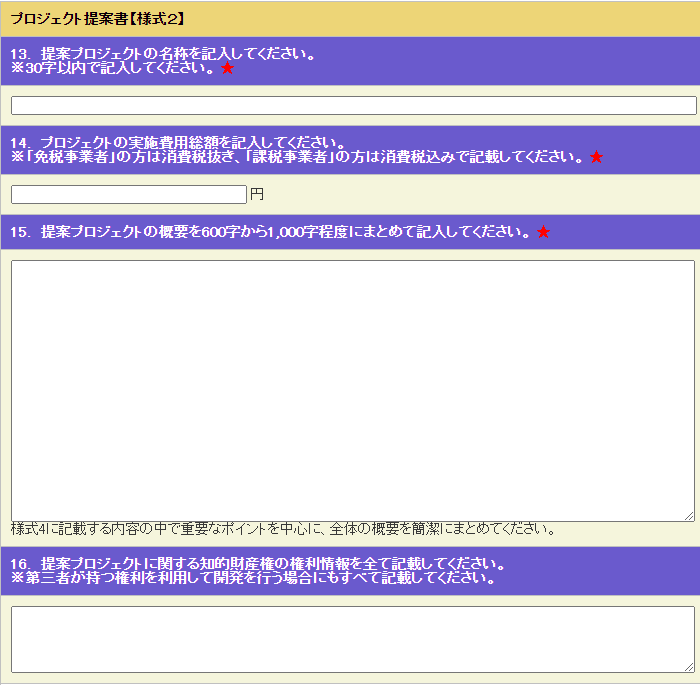 プロジェクト提案書【様式２】
13. 提案プロジェクトの名称を記入してください。
※30字以内で記入してください。 ★
14. プロジェクトの実施費用総額を記入してください。
※「免税事業者」の方は消費税抜き、「課税事業者」の方は消費税込みで記載してください。 ★
円
15. 提案プロジェクトの概要を600字から1,000字程度にまとめて記入してください。 ★
様式4に記載する内容の中で重要なポイントを中心に、全体の概要を簡潔にまとめてください。
16. 提案プロジェクトに関する知的財産権の権利情報を全て記載してください。
※第三者が持つ権利を利用して開発を行う場合にもすべて記載してください。